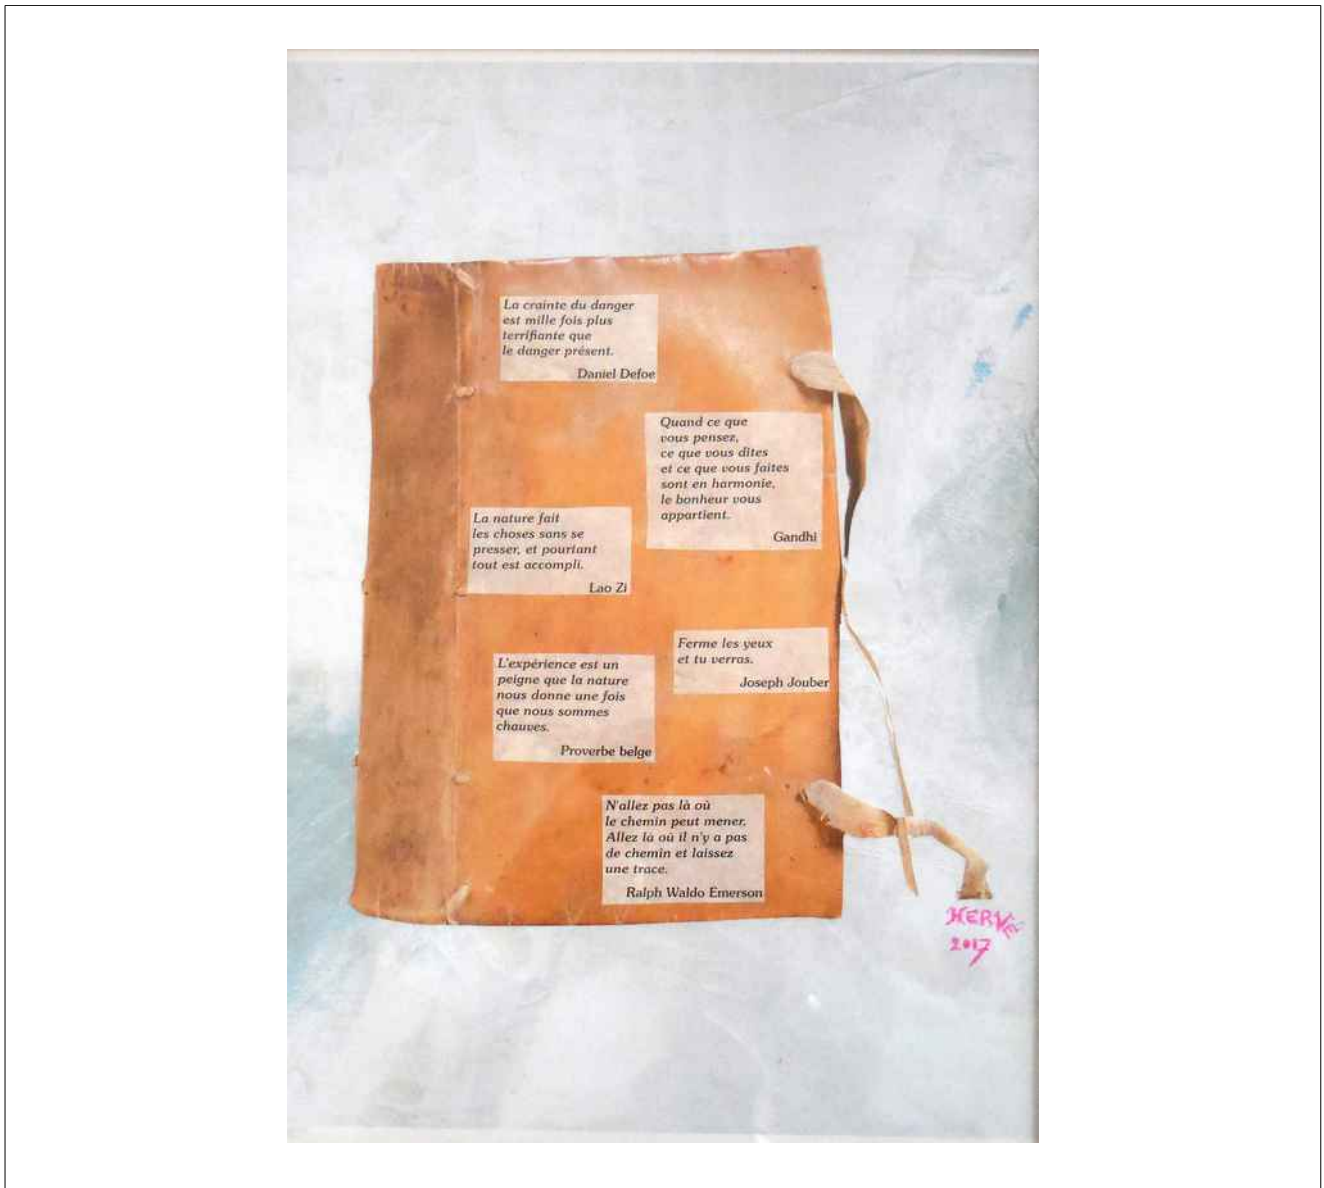 La crainte du danger
est mille fois plus
terrifiante que
le danger présent.
Daniel Defoe
Quand ce que
vous pensez,
ce que vous dites
et ce que vous faites
sont en harmonie,
le bonheur vous
appartient.
Gandhi
La nature fait
les choses sans se
presser, et pourtant
tout est accompli.
Lao Zi
Ferme les yeux
et tu verras.
Joseph Jouber
L'expérience est un
peigne que la nature
nous donne une fois
que nous sommes
chauves.
Proverbe belge
N'allez pas là où
le chemin peut mener.
Allez là où il n'y a pas
de chemin et laissez
une trace.
Ralph Waldo Emerson
HERVÉ
2017